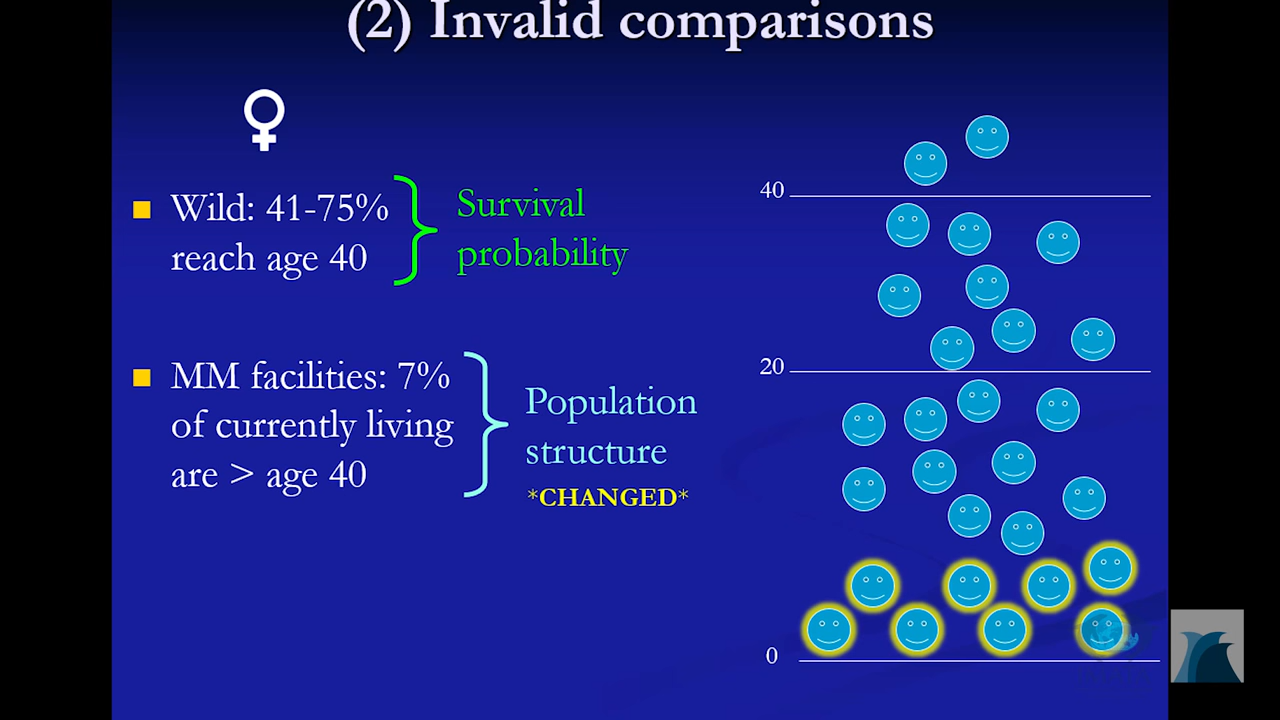 (2) Invalid comparisons
■ Wild: 41-75%
reach age 40
Survival
probability
■ MM facilities: 7%
of currently living
are > age 40
Population
structure
*CHANGED*
40
20
0